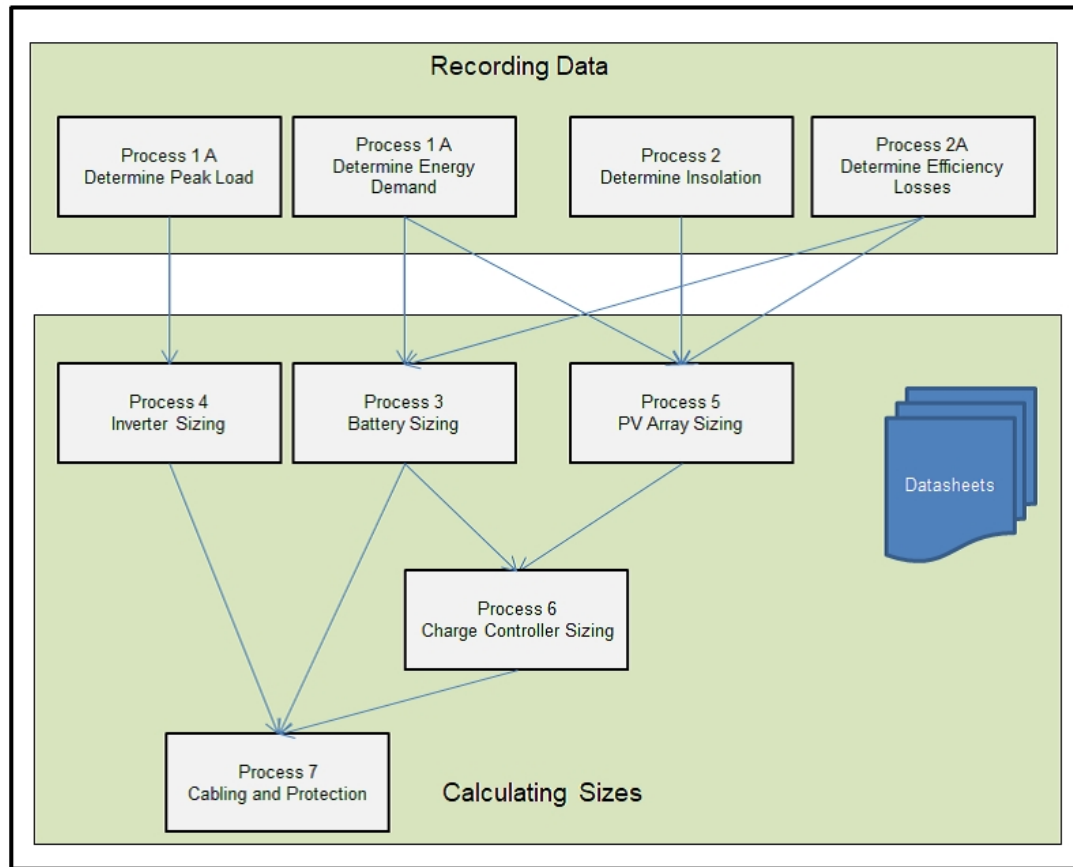 Recording Data
Process 1 A
Determine Peak Load
Process 1 A
Determine Energy
Demand
Process 2
Determine Insolation
Process 2A
Determine Efficiency
Losses
Process 4
Inverter Sizing
Process 3
Battery Sizing
Process 5
PV Array Sizing
Datasheets
Process 6
Charge Controller Sizing
Process 7
Cabling and Protection
Calculating Sizes